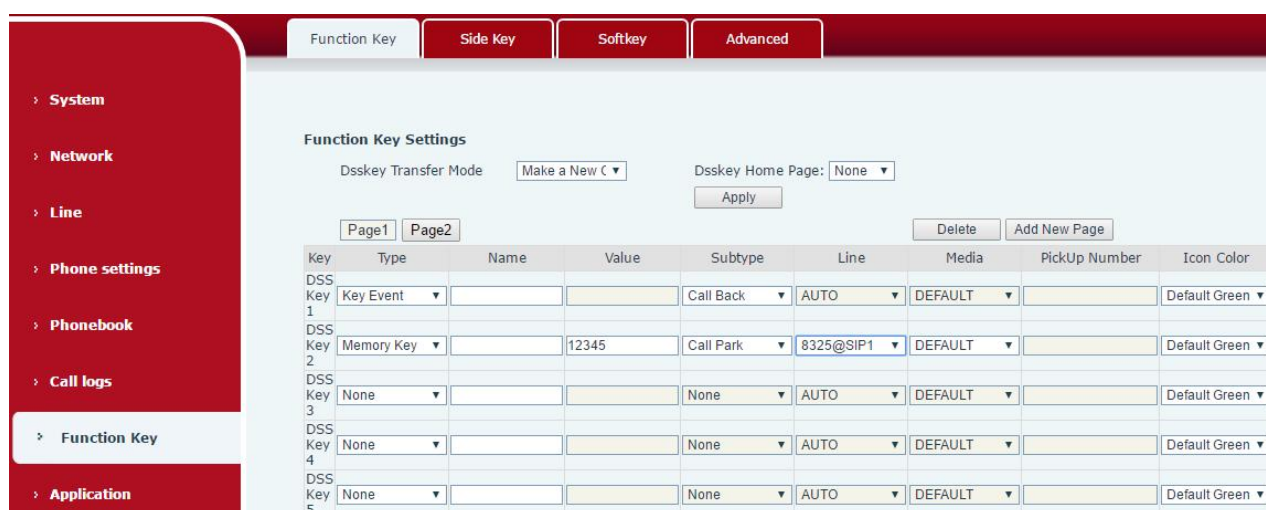 Function Key Side Key Softkey Advanced
System
Network
Line
Phone settings
Phonebook
Call logs
Function Key
Application
Function Key Settings
Dsskey Transfer Mode Make a New C Dsskey Home Page: None
Apply
Page1 Page2 Delete Add New Page
Key Type Name Value Subtype Line Media PickUp Number Icon Color
DSS Key 1 Key Event Call Back AUTO DEFAULT Default Green
DSS Key 2 Memory Key 12345 Call Park 8325@SIP1 DEFAULT Default Green
DSS Key 3 None None AUTO DEFAULT Default Green
DSS Key 4 None None AUTO DEFAULT Default Green
DSS Key 5 None None AUTO DEFAULT Default Green